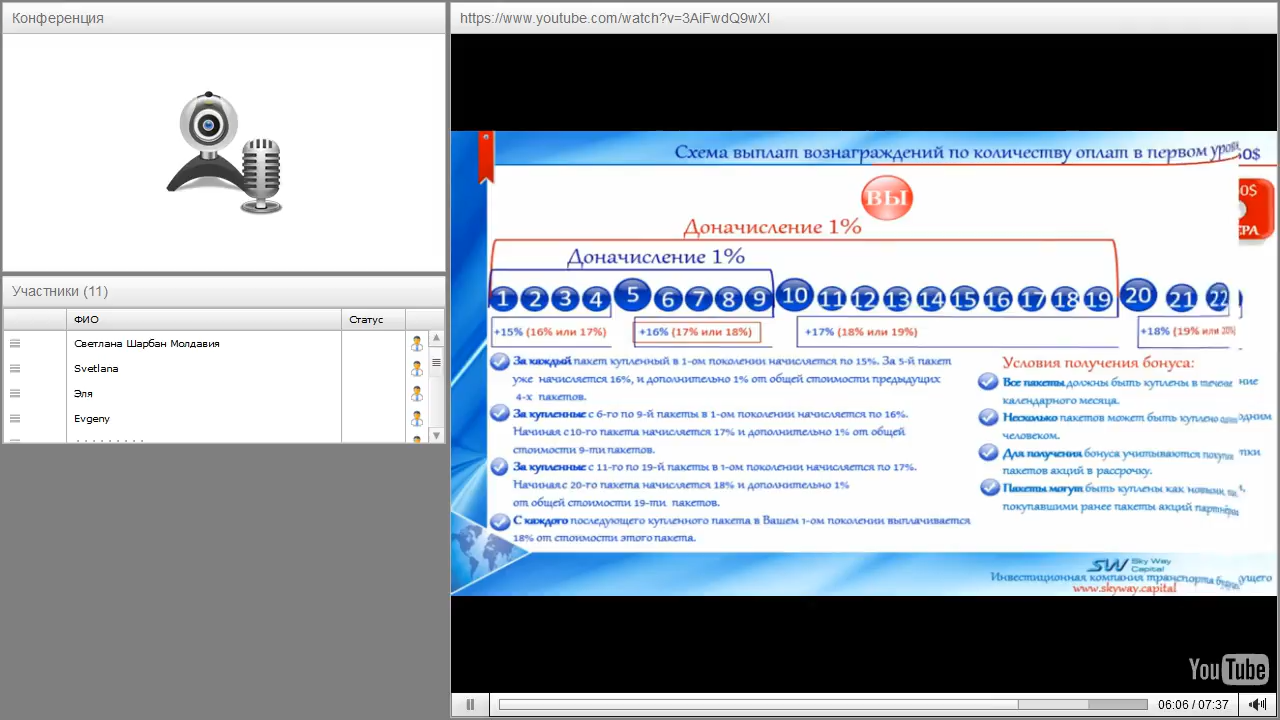 Конференция
https://www.youtube.com/watch?v=3AiFwdQ9wXI
Участники (11)
ФИО Статус
Светлана Шарбан Молдавия
Svetlana
Эля
Evgeny
Схема выплат вознаграждений по количеству оплат в первом
0$
ВЫ
0$
ЕРА
Доначисление 1%
Доначисление 1%
1 2 3 4 5 6 7 8 9 10 11 12 13 14 15 16 17 18 19 20 21 22
+15% (16% или 17%) +16% (17% или 18%) +17% (18% или 19%) +18% (19% или 20%)
За каждый пакет купленный в 1-ом поколении начисляется по 15%. За 5-й пакет
уже начисляется 16%, и дополнительно 1% от общей стоимости предыдущих
4-х пакетов.
За купленные с 6-го по 9-й пакеты в 1-ом поколении начисляется по 16%.
Начиная с 10-го пакета начисляется 17% и дополнительно 1% от общей
стоимости 9-ти пакетов.
За купленные с 11-го по 19-й пакеты в 1-ом поколении начисляется по 17%.
Начиная с 20-го пакета начисляется 18% и дополнительно 1%
от общей стоимости 19-ти пакетов.
С каждого последующего купленного пакета в Вашем 1-ом поколении выплачивается
18% от стоимости этого пакета.
Условия получения бонуса:
Все пакеты должны быть куплены в течение
календарного месяца.
Несколько пакетов может быть куплено одним
человеком.
Для получения бонуса учитываются
пакетов акций в рассрочку.
Пакеты могут быть куплены как новыми,
покупавшими ранее пакеты акций
SW Sky Way
Capital
Инвестиционная компания транспорта будущего
www.skyway.capital
YouTube
06:06 / 07:37